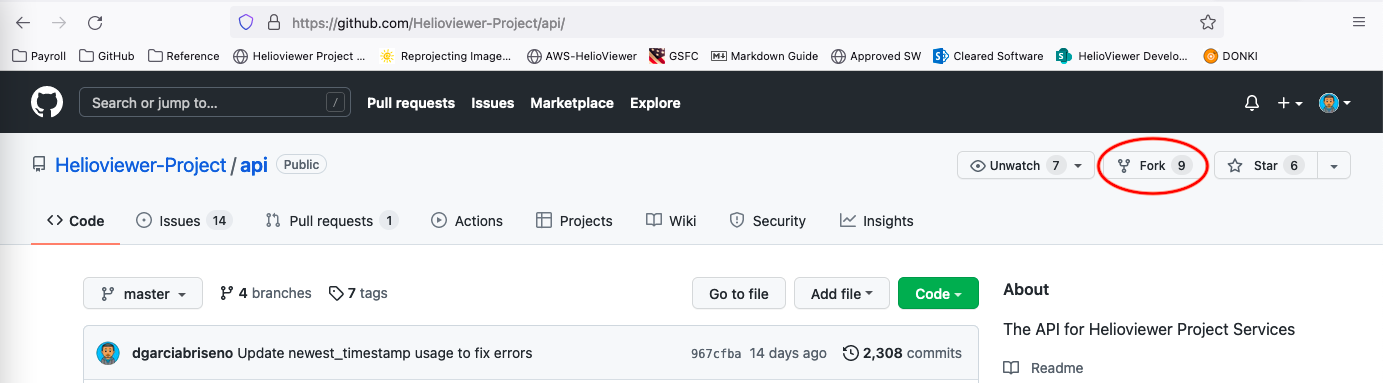 https://github.com/Helioviewer-Project/api/
Payroll GitHub Reference Helioviewer Project ... Reprojecting Image... AWS-HelioViewer GSFC Markdown Guide Approved SW Cleared Software HelioViewer Develo... DONKI
Search or jump to... / Pull requests Issues Marketplace Explore
Helioviewer-Project / api Public Unwatch 7 Fork 9 Star 6
Code Issues 14 Pull requests 1 Actions Projects Wiki Security Insights
master 4 branches 7 tags Go to file Add file Code About
The API for Helioviewer Project Services
dgarciabriseno Update newest_timestamp usage to fix errors 967cfba 14 days ago 2,308 commits
Readme